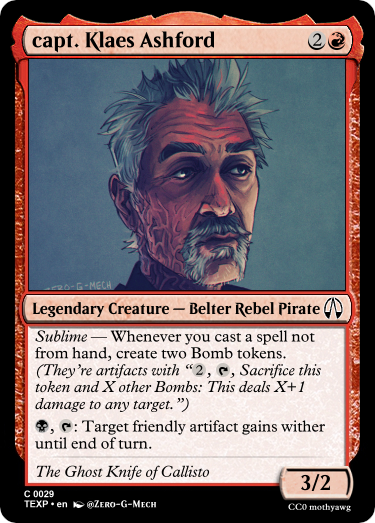 capt. Klaes Ashford 2
ZERO-G-MECH
Legendary Creature — Belter Rebel Pirate
Sublime — Whenever you cast a spell not
from hand, create two Bomb tokens.
(They're artifacts with “2, , Sacrifice this
token and X other Bombs: This deals X+1
damage to any target.”)
, : Target friendly artifact gains wither
until end of turn.
The Ghost Knife of Callisto
3/2
C 0029
TEXP • en @Zero-G-Mech
CC0 mothyawg